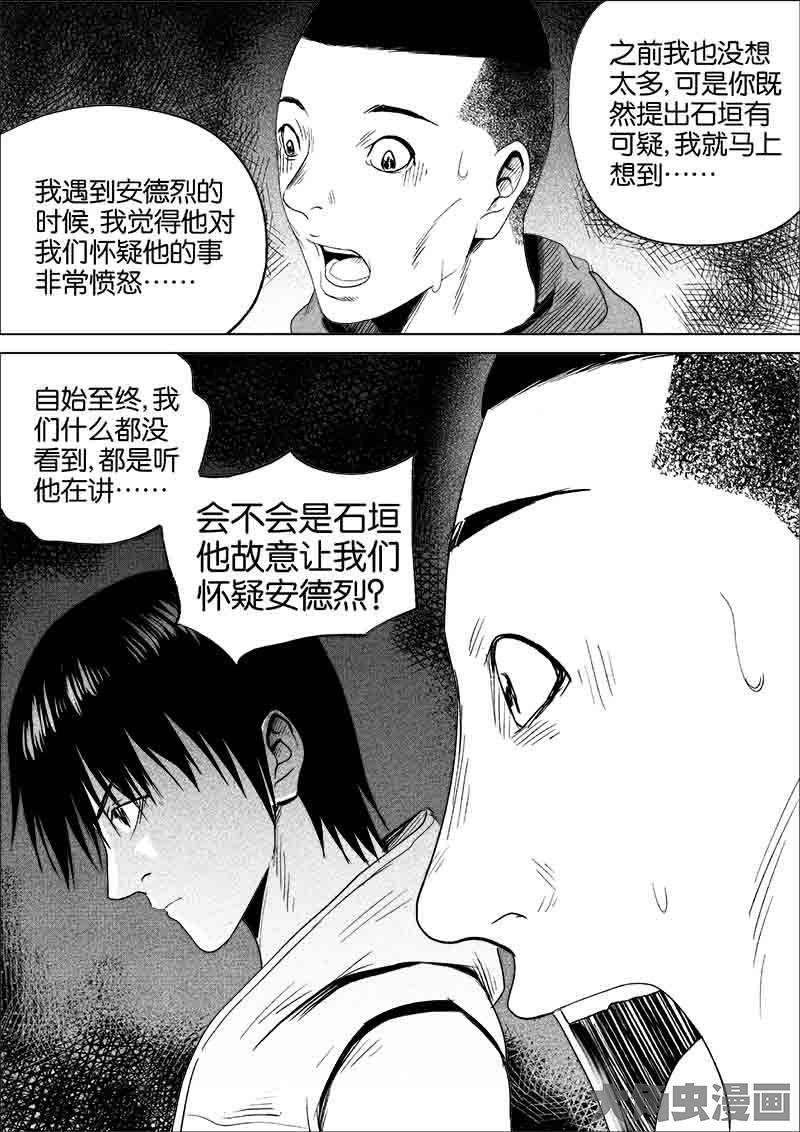 之前我也没想
太多,可是你既
然提出石垣有
可疑,我就马上
想到……
我遇到安德烈的
时候,我觉得他对
我们怀疑他的事
非常愤怒……
自始至终,我
们什么都没
看到,都是听
他在讲……
会不会是石垣
他故意让我们
怀疑安德烈?
大角虫漫画